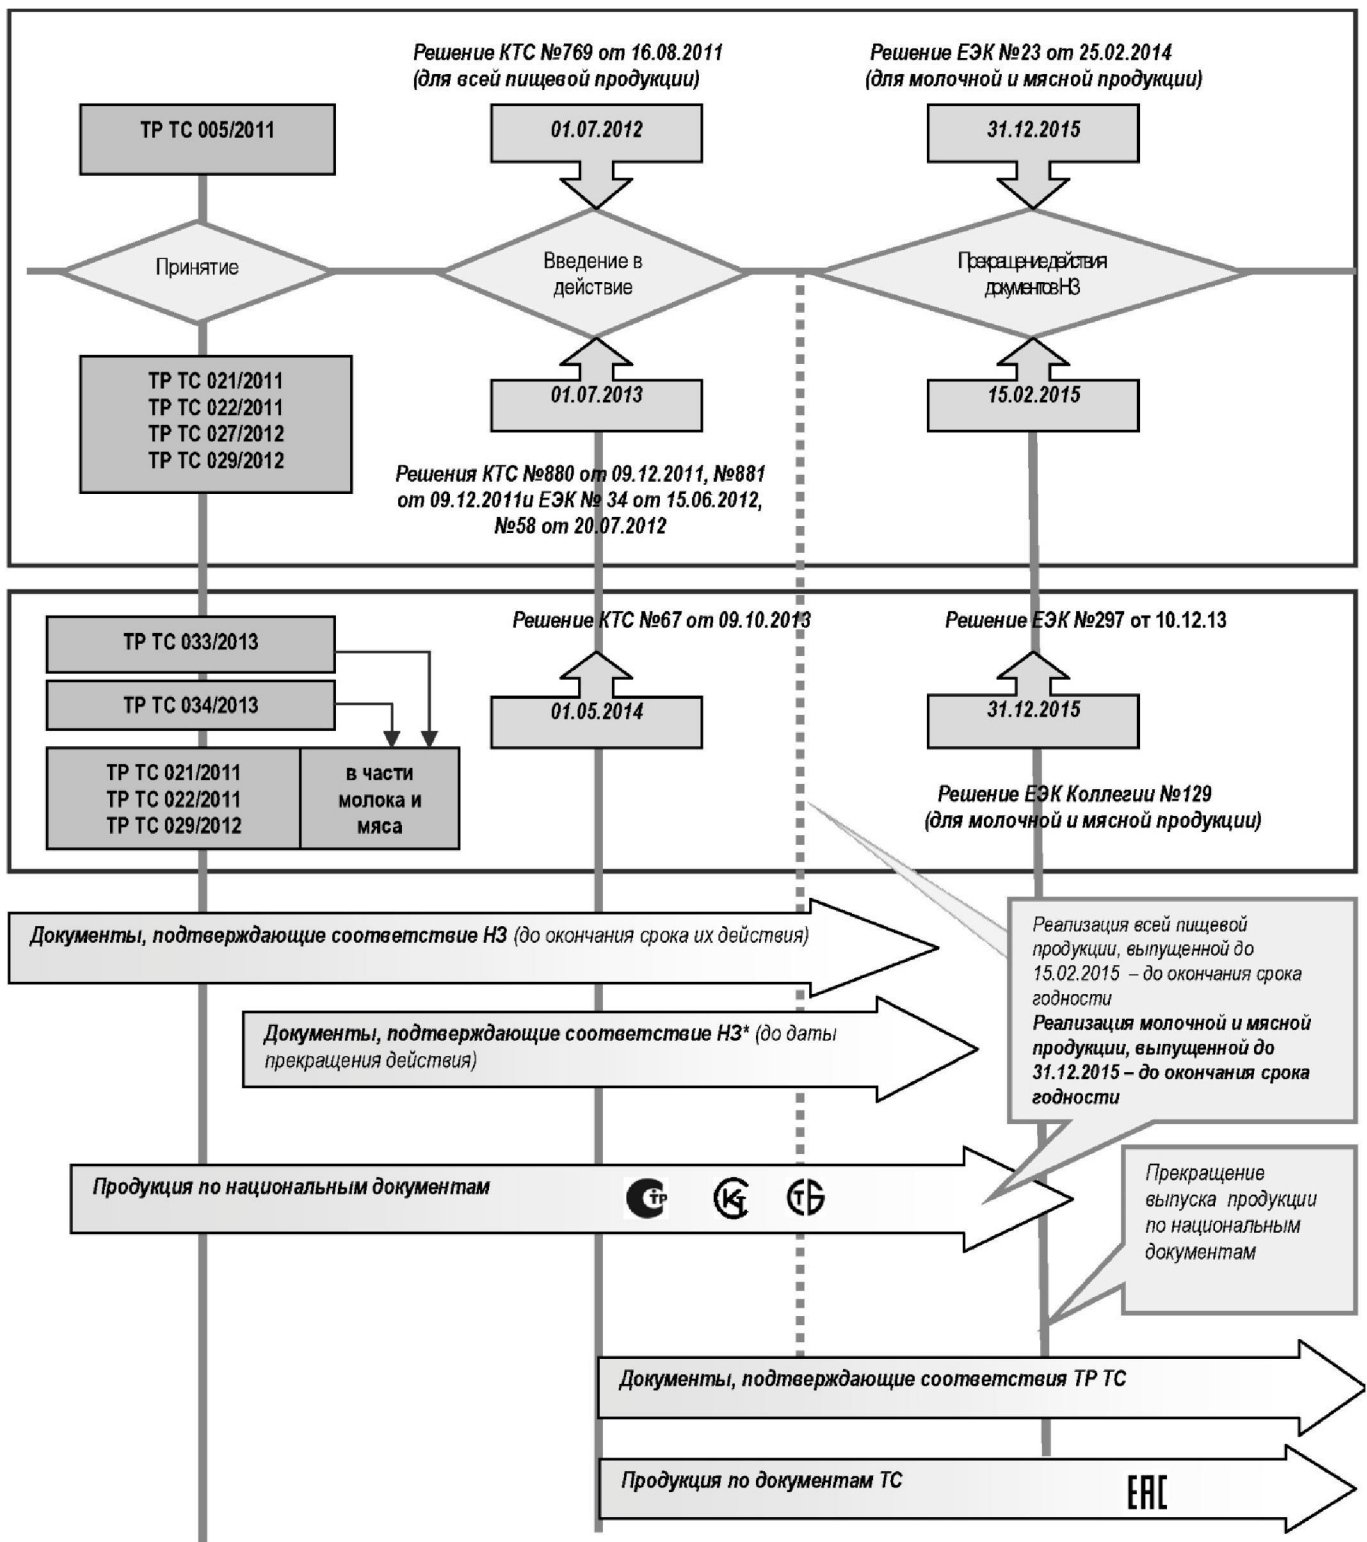 Решение КТС №769 от 16.08.2011
(для всей пищевой продукции)
Решение ЕЭК №23 от 25.02.2014
(для молочной и мясной продукции)
ТР ТС 005/2011
01.07.2012
31.12.2015
Принятие
Введение в
действие
Прекращение действия
документов НЗ
ТР ТС 021/2011
ТР ТС 022/2011
ТР ТС 027/2012
ТР ТС 029/2012
01.07.2013
15.02.2015
Решения КТС №880 от 09.12.2011, №881
от 09.12.2011и ЕЭК № 34 от 15.06.2012,
№58 от 20.07.2012
Решение КТС №67 от 09.10.2013
Решение ЕЭК №297 от 10.12.13
ТР ТС 033/2013
ТР ТС 034/2013
01.05.2014
31.12.2015
ТР ТС 021/2011
ТР ТС 022/2011
ТР ТС 029/2012
в части
молока и
мяса
Решение ЕЭК Коллегии №129
(для молочной и мясной продукции)
Документы, подтверждающие соответствие НЗ (до окончания срока их действия)
Реализация всей пищевой
продукции, выпущенной до
15.02.2015 – до окончания срока
годности
Реализация молочной и мясной
продукции, выпущенной до
31.12.2015 – до окончания срока
годности
Документы, подтверждающие соответствие НЗ* (до даты
прекращения действия)
Продукция по национальным документам
Прекращение
выпуска продукции
по национальным
документам
Документы, подтверждающие соответствия ТР ТС
Продукция по документам ТС
ЕАС